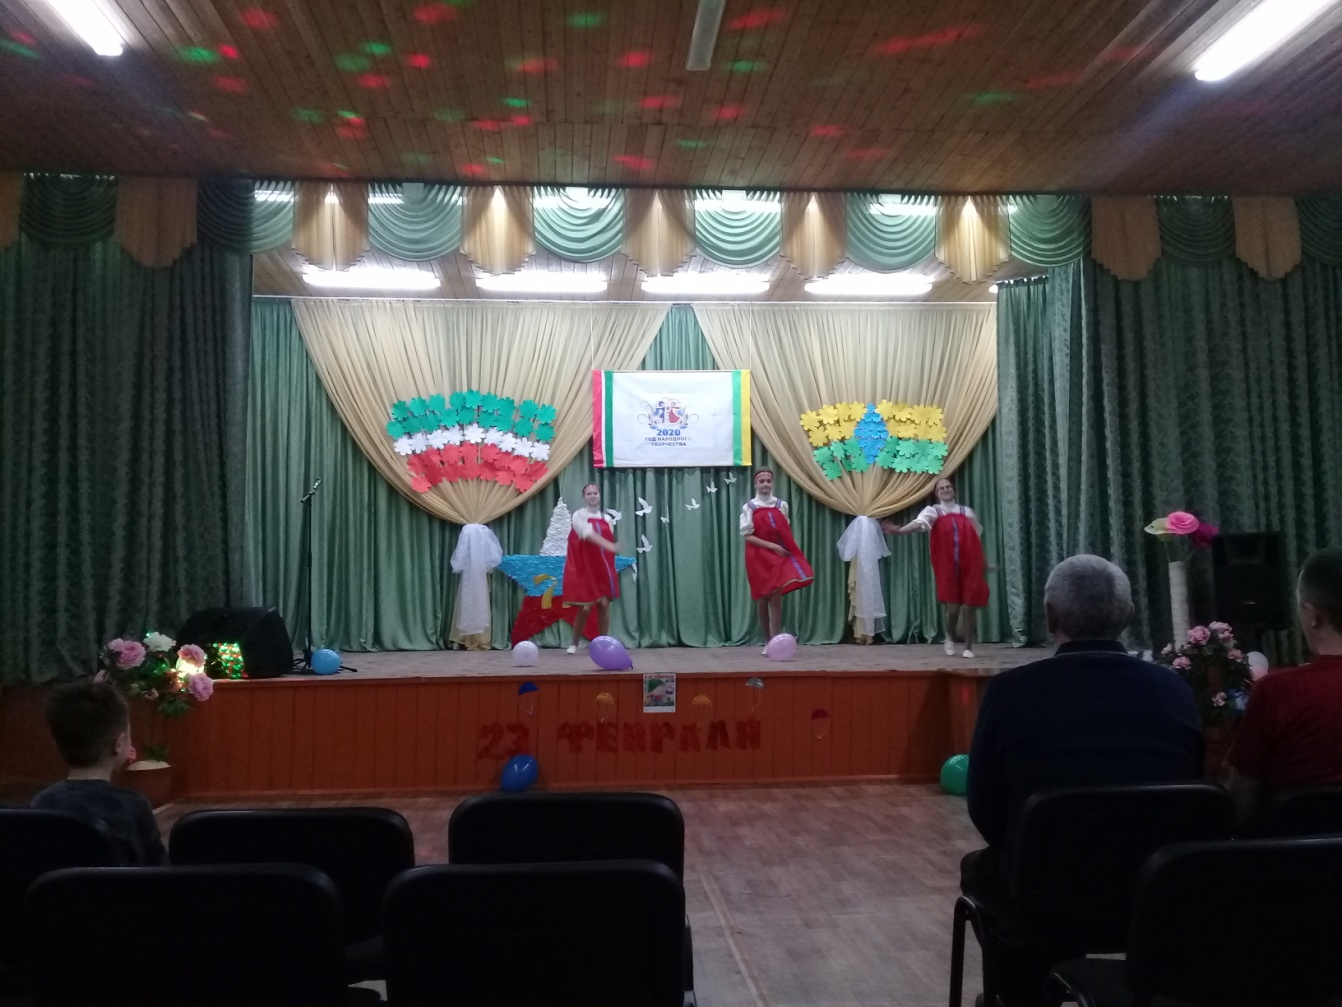 2020
ГОД НАРОДНОГО
ТВОРЧЕСТВА
23 ФЕВРАЛЯ